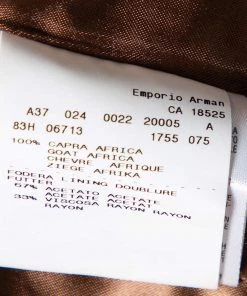 Emporio Arman
CA 18525
A37 024 0022 20005 A
83H 06713 1755 075
100% CAPRA AFRICA
GOAT AFRICA
CHEVRE AFRIQUE
ZIEGE AFRIKA
FODERA LINING DOUBLURE
FUTTER
67% ACETATO ACETATE
ACETATE ACETAT
33% VISCOSA RAYON
RAYON RAYON